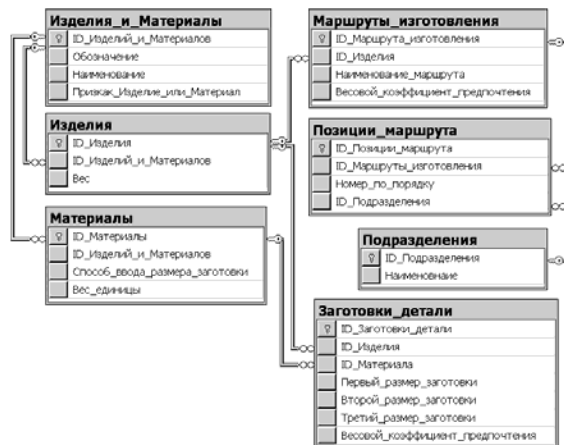 Изделия_и_Материалы
ID_Изделий_и_Материалов
Обозначение
Наименование
Признак_Изделие_или_Материал
Изделия
ID_Изделия
ID_Изделий_и_Материалов
Вес
Материалы
ID_Материалы
ID_Изделий_и_Материалов
Способ_ввода_размера_заготовки
Вес_единицы
Маршруты_изготовления
ID_Маршрута_изготовления
ID_Изделия
Наименование_маршрута
Весовой_коэффициент_предпочтения
Позиции_маршрута
ID_Позиции_маршрута
ID_Маршруты_изготовления
Номер_по_порядку
ID_Подразделения
Подразделения
ID_Подразделения
Наименовнаие
Заготовки_детали
ID_Заготовки_детали
ID_Изделия
ID_Материала
Первый_размер_заготовки
Второй_размер_заготовки
Третий_размер_заготовки
Весовой_коэффициент_предпочтения